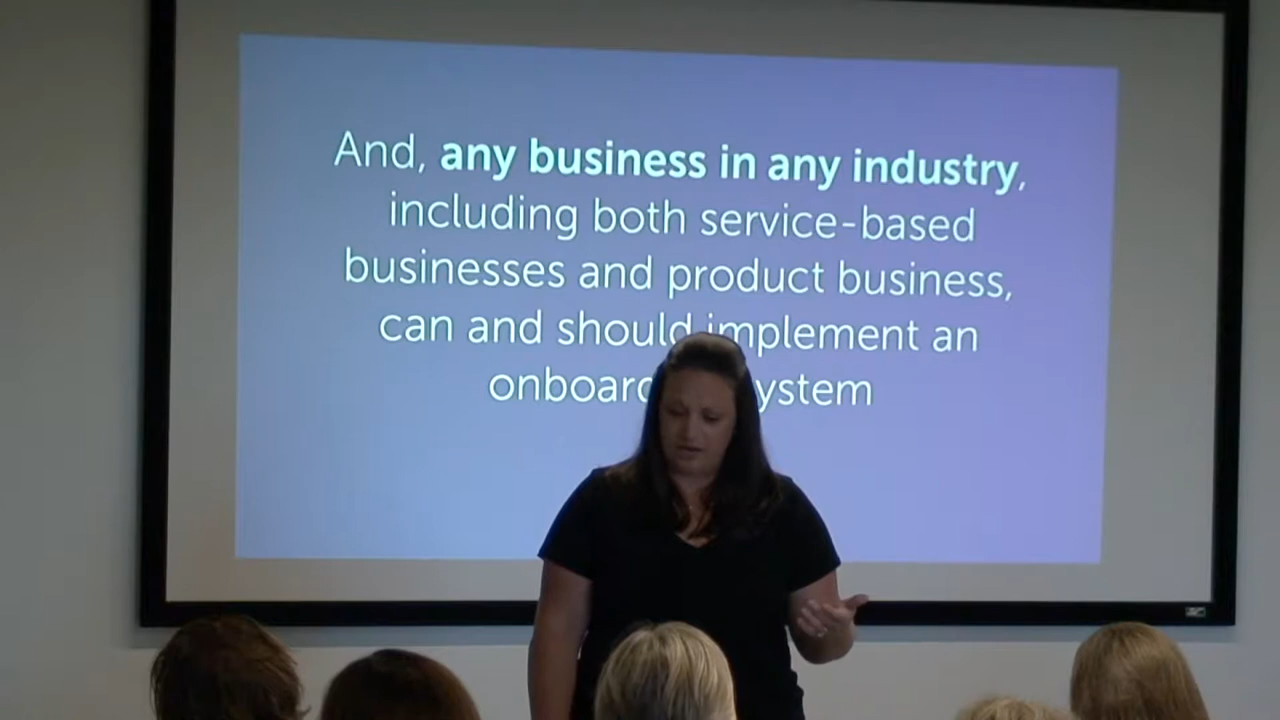 And, any business in any industry,
including both service-based
businesses and product business,
can and should implement an